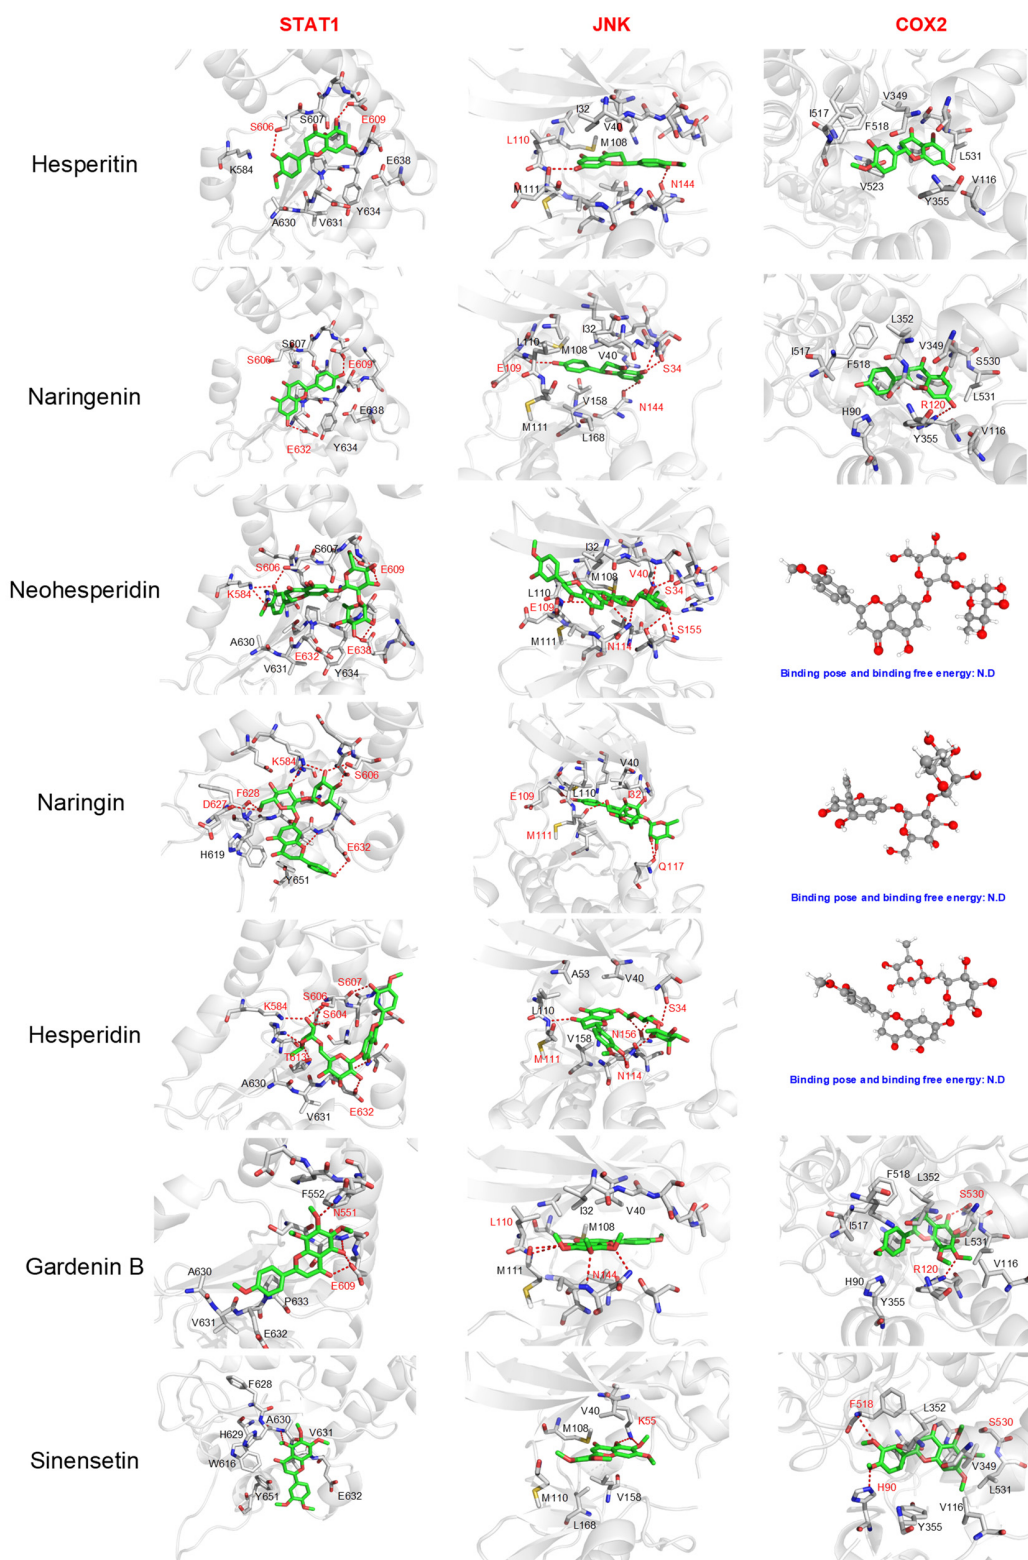 STAT1 JNK COX2
Hesperitin
S606
S607
E609
K584
E638
Y634
A630
V631
I32
V40
L110
M108
M111
N144
V349
I517
F518
L531
V523
V116
Y355
Naringenin
S607
S606
E609
E638
E632
Y634
I32
L110
M108
V40
E109
S34
V158
N144
M111
L168
L352
I517
V349
F518
S530
L531
R120
H90
Y355
V116
Neohesperidin
S607
S606
E609
K584
A630
E632
E638
V631
Y634
I32
V40
M108
S34
L110
E109
M111
N114
S155
Binding pose and binding free energy: N.D
Naringin
K584
S606
F628
D627
E632
H619
Y651
V40
E109
L110
I32
M111
Q117
Binding pose and binding free energy: N.D
Hesperidin
S607
S606
K584
S604
T613
A630
V631
E632
A53
V40
S34
L110
V158
N156
M111
N114
Binding pose and binding free energy: N.D
Gardenin B
F552
N551
E609
A630
P633
V631
E632
I32
V40
L110
M108
M111
N144
F518
L352
S530
I517
L531
R120
V116
H90
Y355
Sinensetin
F628
A630
H629
V631
W616
Y651
E632
V40
K55
M108
M110
V158
L168
F518
L352
S530
V349
H90
L531
V116
Y355